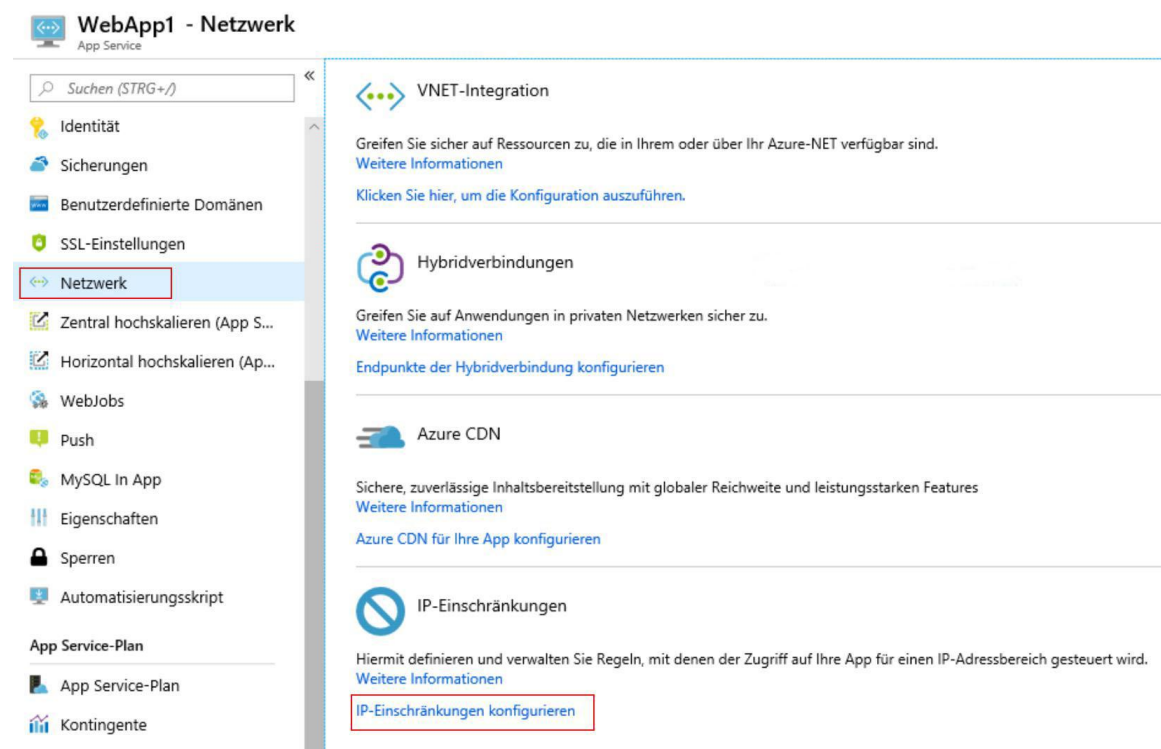 WebApp1 - Netzwerk
App Service
Suchen (STRG+/)
«
Identität
Sicherungen
Benutzerdefinierte Domänen
SSL-Einstellungen
Netzwerk
Zentral hochskalieren (App S...
Horizontal hochskalieren (Ap...
WebJobs
Push
MySQL In App
Eigenschaften
Sperren
Automatisierungsskript
App Service-Plan
App Service-Plan
Kontingente
VNET-Integration
Greifen Sie sicher auf Ressourcen zu, die in Ihrem oder über Ihr Azure-NET verfügbar sind.
Weitere Informationen
Klicken Sie hier, um die Konfiguration auszuführen.
Hybridverbindungen
Greifen Sie auf Anwendungen in privaten Netzwerken sicher zu.
Weitere Informationen
Endpunkte der Hybridverbindung konfigurieren
Azure CDN
Sichere, zuverlässige Inhaltsbereitstellung mit globaler Reichweite und leistungsstarken Features
Weitere Informationen
Azure CDN für Ihre App konfigurieren
IP-Einschränkungen
Hiermit definieren und verwalten Sie Regeln, mit denen der Zugriff auf Ihre App für einen IP-Adressbereich gesteuert wird.
Weitere Informationen
IP-Einschränkungen konfigurieren